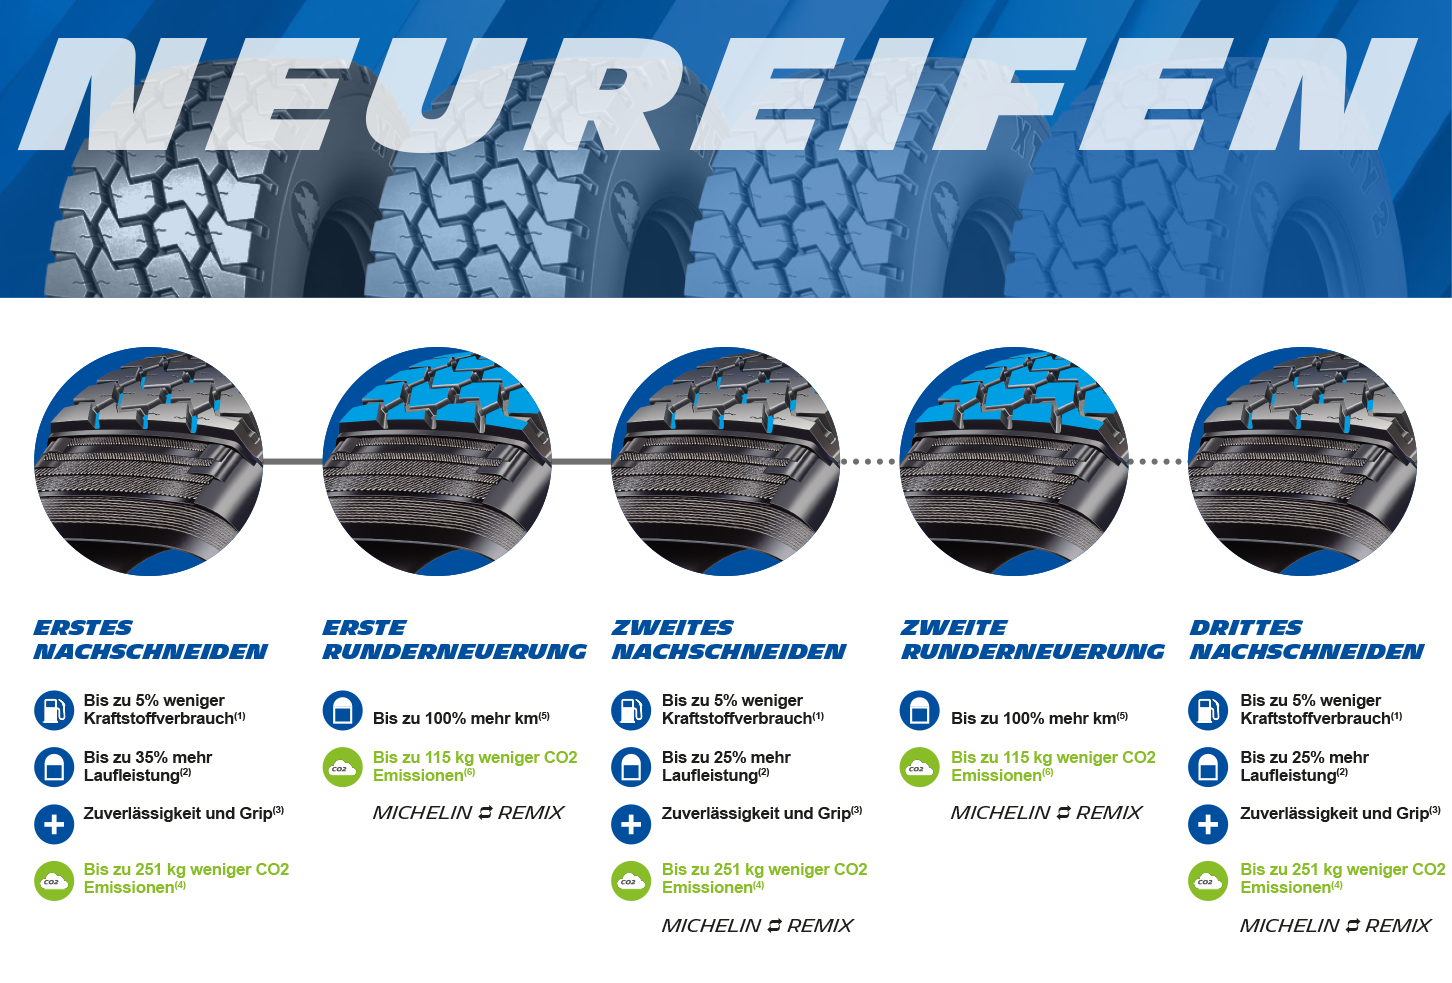 NEUREIFEN
ERSTES
NACHSCHNEIDEN
Bis zu 5% weniger
Kraftstoffverbrauch(1)
Bis zu 35% mehr
Laufleistung(2)
Zuverlässigkeit und Grip(3)
CO2
Bis zu 251 kg weniger CO2
Emissionen(4)
ERSTE
RUNDERNEUERUNG
Bis zu 100% mehr km(5)
CO2
Bis zu 115 kg weniger CO2
Emissionen(6)
MICHELIN REMIX
ZWEITES
NACHSCHNEIDEN
Bis zu 5% weniger
Kraftstoffverbrauch(1)
Bis zu 25% mehr
Laufleistung(2)
Zuverlässigkeit und Grip(3)
CO2
Bis zu 251 kg weniger CO2
Emissionen(4)
MICHELIN REMIX
ZWEITE
RUNDERNEUERUNG
Bis zu 100% mehr km(5)
CO2
Bis zu 115 kg weniger CO2
Emissionen(6)
MICHELIN REMIX
DRITTES
NACHSCHNEIDEN
Bis zu 5% weniger
Kraftstoffverbrauch(1)
Bis zu 25% mehr
Laufleistung(2)
Zuverlässigkeit und Grip(3)
CO2
Bis zu 251 kg weniger CO2
Emissionen(4)
MICHELIN REMIX